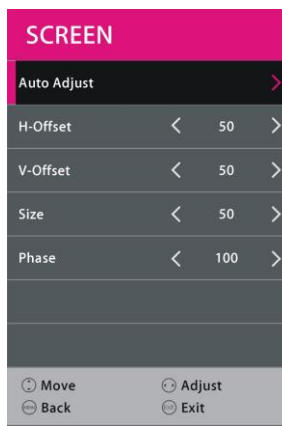 SCREEN
Auto Adjust
H-Offset 50
V-Offset 50
Size 50
Phase 100
Move Adjust
Back Exit